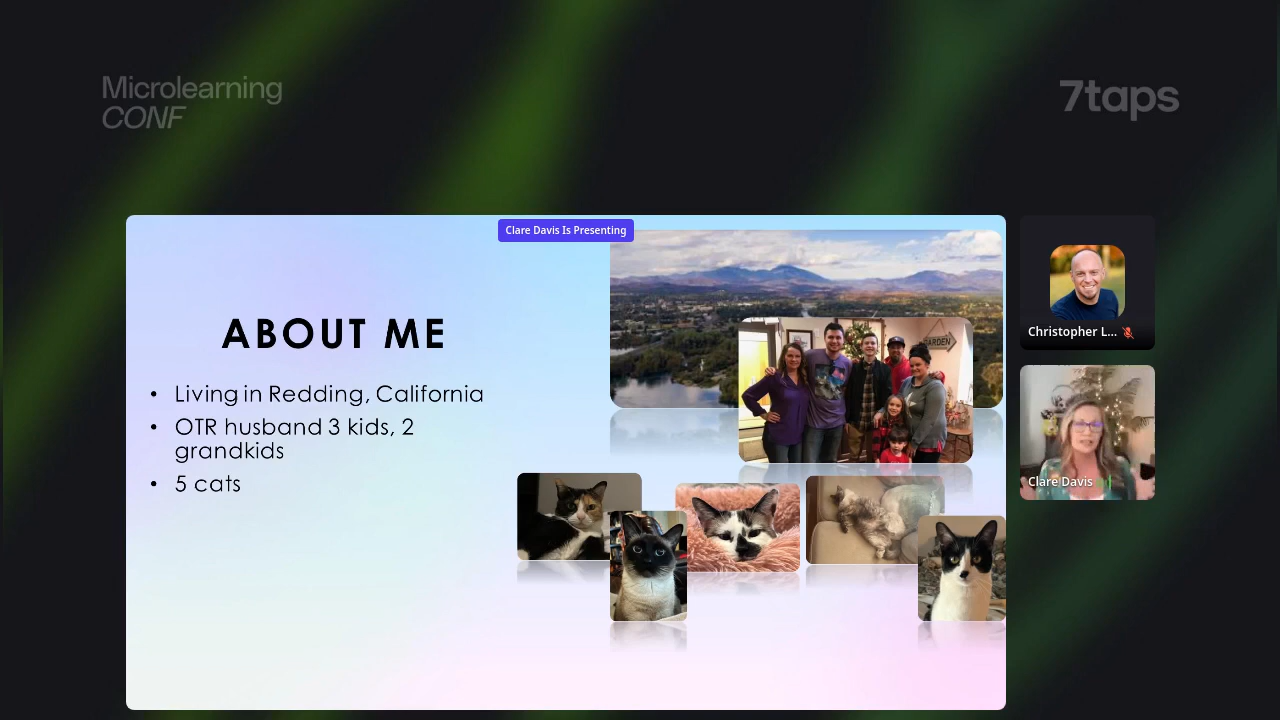 Microlearning
CONF
7taps
Clare Davis Is Presenting
ABOUT ME
• Living in Redding, California
• OTR husband 3 kids, 2
grandkids
• 5 cats
GARDEN
Christopher L...
Clare Davis